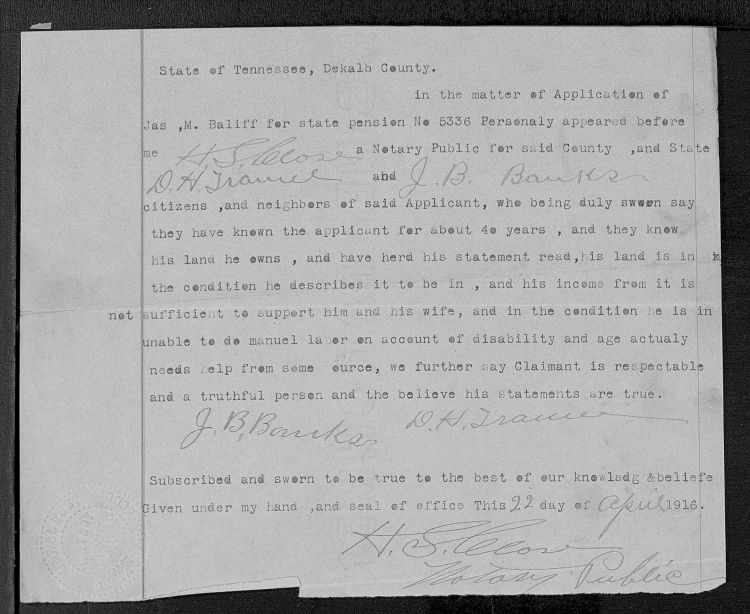 State of Tennessee, Dekalb County.
in the matter of Application of
Jas ,M. Baliff for state pension No 5336 Personaly appeared before
me H. S. Close a Notary Public for said County ,and State
D. H. Tramel and J. B. Banks
citizens ,and neighbors of said Applicant, who being duly sworn say
they have known the applicant for about 40 years , and they know
his land he owns , and have herd his statement read,his land is in
the condition he describes it to be in , and his income from it is
not sufficient to support him and his wife, and in the condition he is in
unable to do manuel labor on account of disability and age actualy
needs help from some ource, we further say Claimant is respectable
and a truthful person and the believe his statements are true.
J. B. Banks D. H. Tramel
Subscribed and sworn to be true to the best of our knowladg &beliefe
Given under my hand ,and seal of office This 22 day of April 1916.
H. S. Close
Notary Public